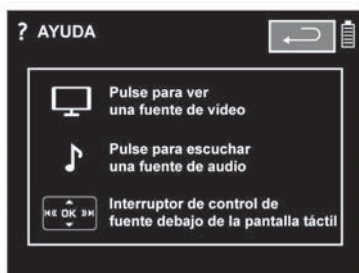 ? AYUDA
Pulse para ver
una fuente de vídeo
Pulse para escuchar
una fuente de audio
OK
Interruptor de control de
fuente debajo de la pantalla táctil